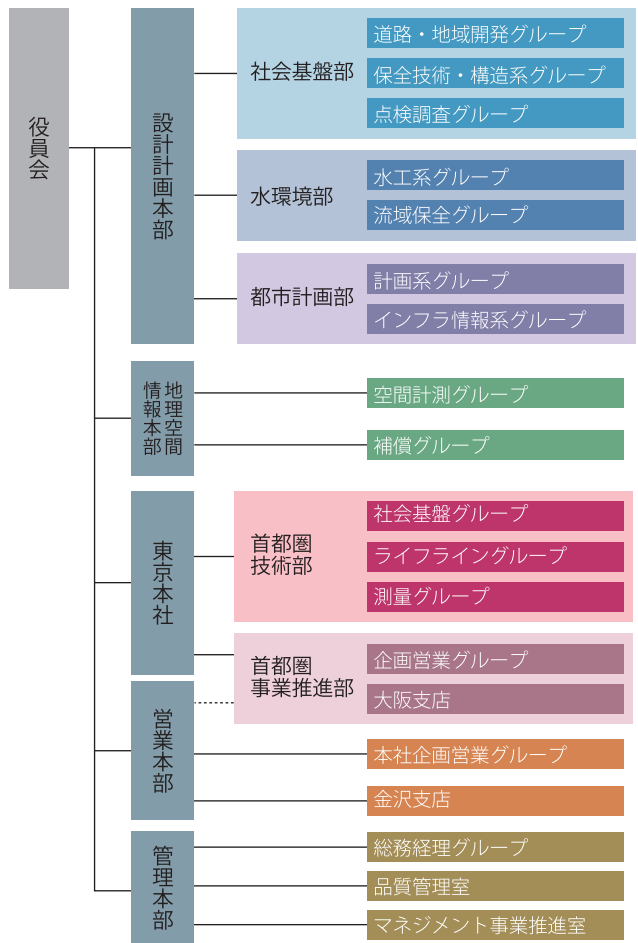 役員会
設計計画本部
社会基盤部
道路・地域開発グループ
保全技術・構造系グループ
点検調査グループ
水環境部
水工系グループ
流域保全グループ
都市計画部
計画系グループ
インフラ情報系グループ
地理空間
情報本部
空間計測グループ
補償グループ
東京本社
首都圏
技術部
社会基盤グループ
ライフライングループ
測量グループ
首都圏
事業推進部
企画営業グループ
大阪支店
営業本部
本社企画営業グループ
金沢支店
管理本部
総務経理グループ
品質管理室
マネジメント事業推進室